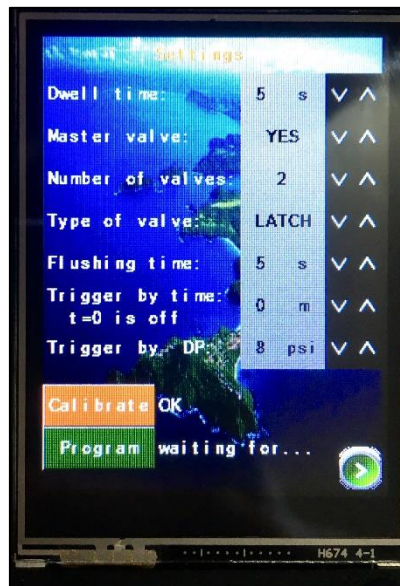 Settings
Dwell time: 5 s
Master valve: YES
Number of valves: 2
Type of valve: LATCH
Flushing time: 5 s
Trigger by time: 0 m
t=0 is off
Trigger by DP: 8 psi
Calibrate OK
Program waiting for...
H674 4-1